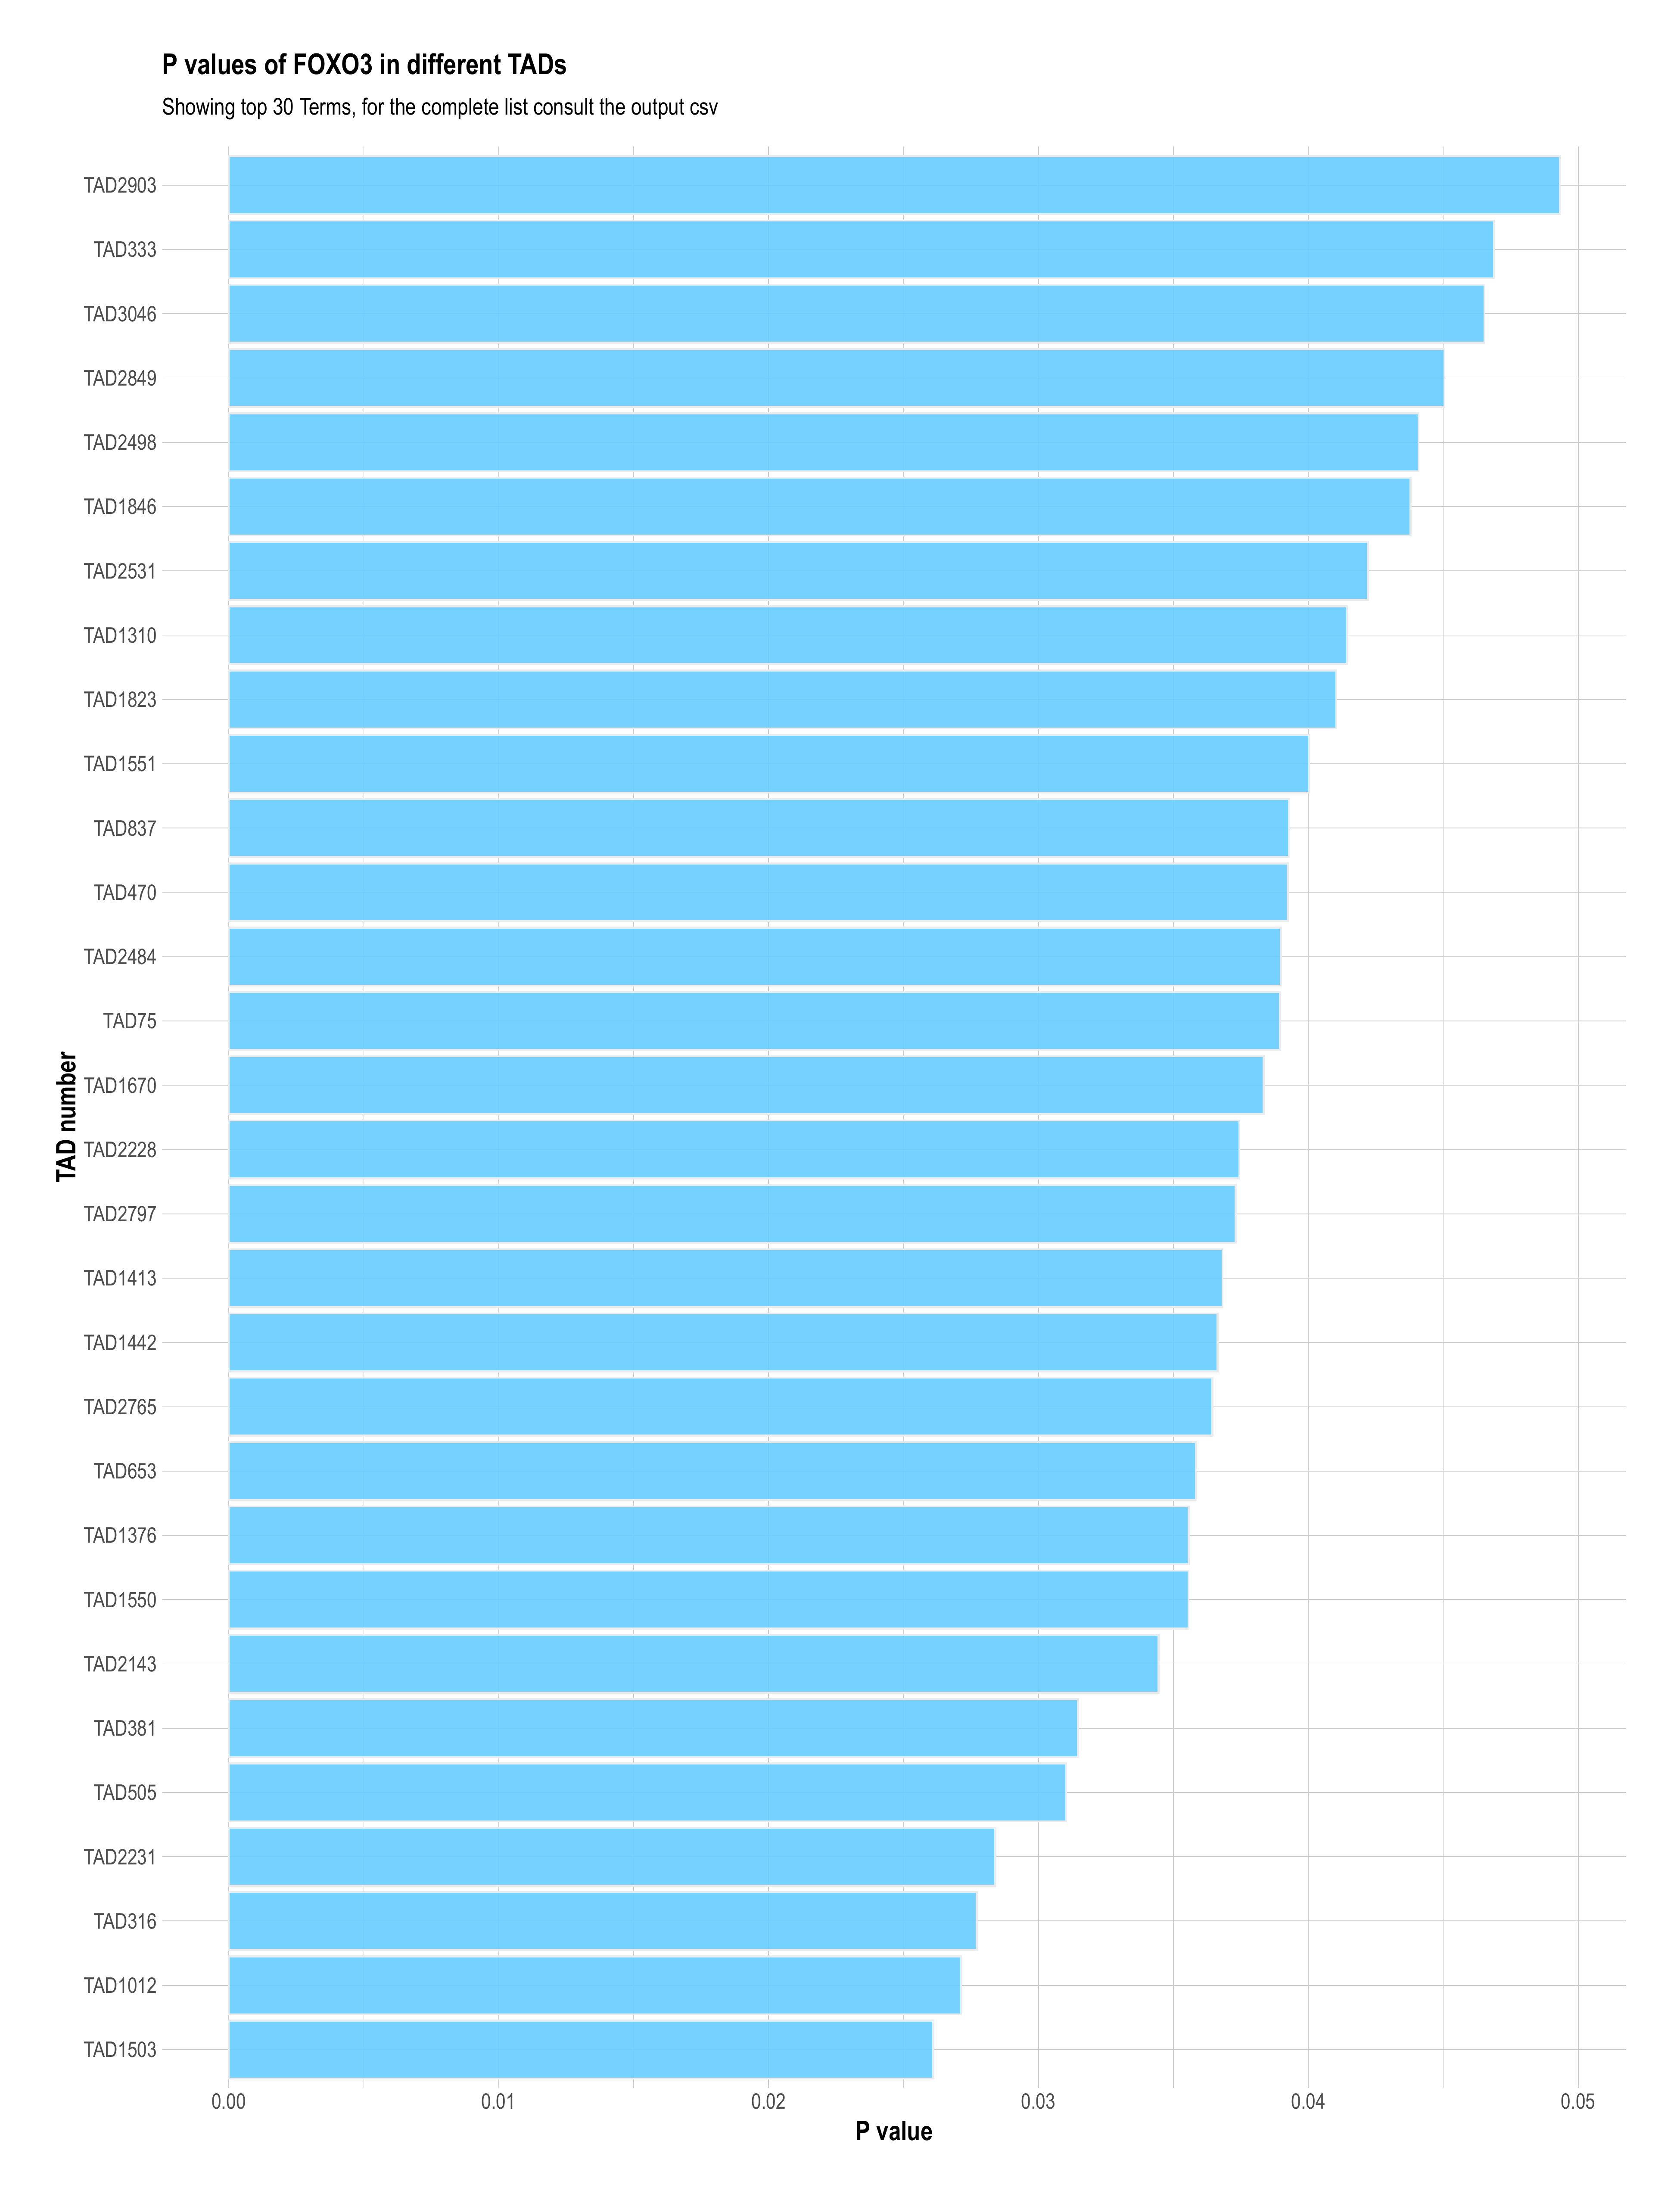 P values of FOXO3 in different TADs
Showing top 30 Terms, for the complete list consult the output csv
TAD2903
TAD333
TAD3046
TAD2849
TAD2498
TAD1846
TAD2531
TAD1310
TAD1823
TAD1551
TAD837
TAD470
TAD2484
TAD75
TAD1670
TAD2228
TAD2797
TAD1413
TAD1442
TAD2765
TAD653
TAD1376
TAD1550
TAD2143
TAD381
TAD505
TAD2231
TAD316
TAD1012
TAD1503
TAD number
0.00 0.01 0.02 0.03 0.04 0.05
P value